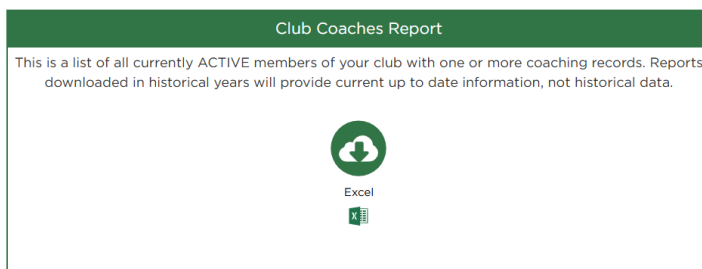 Club Coaches Report
This is a list of all currently ACTIVE members of your club with one or more coaching records. Reports
downloaded in historical years will provide current up to date information, not historical data.
Excel
X